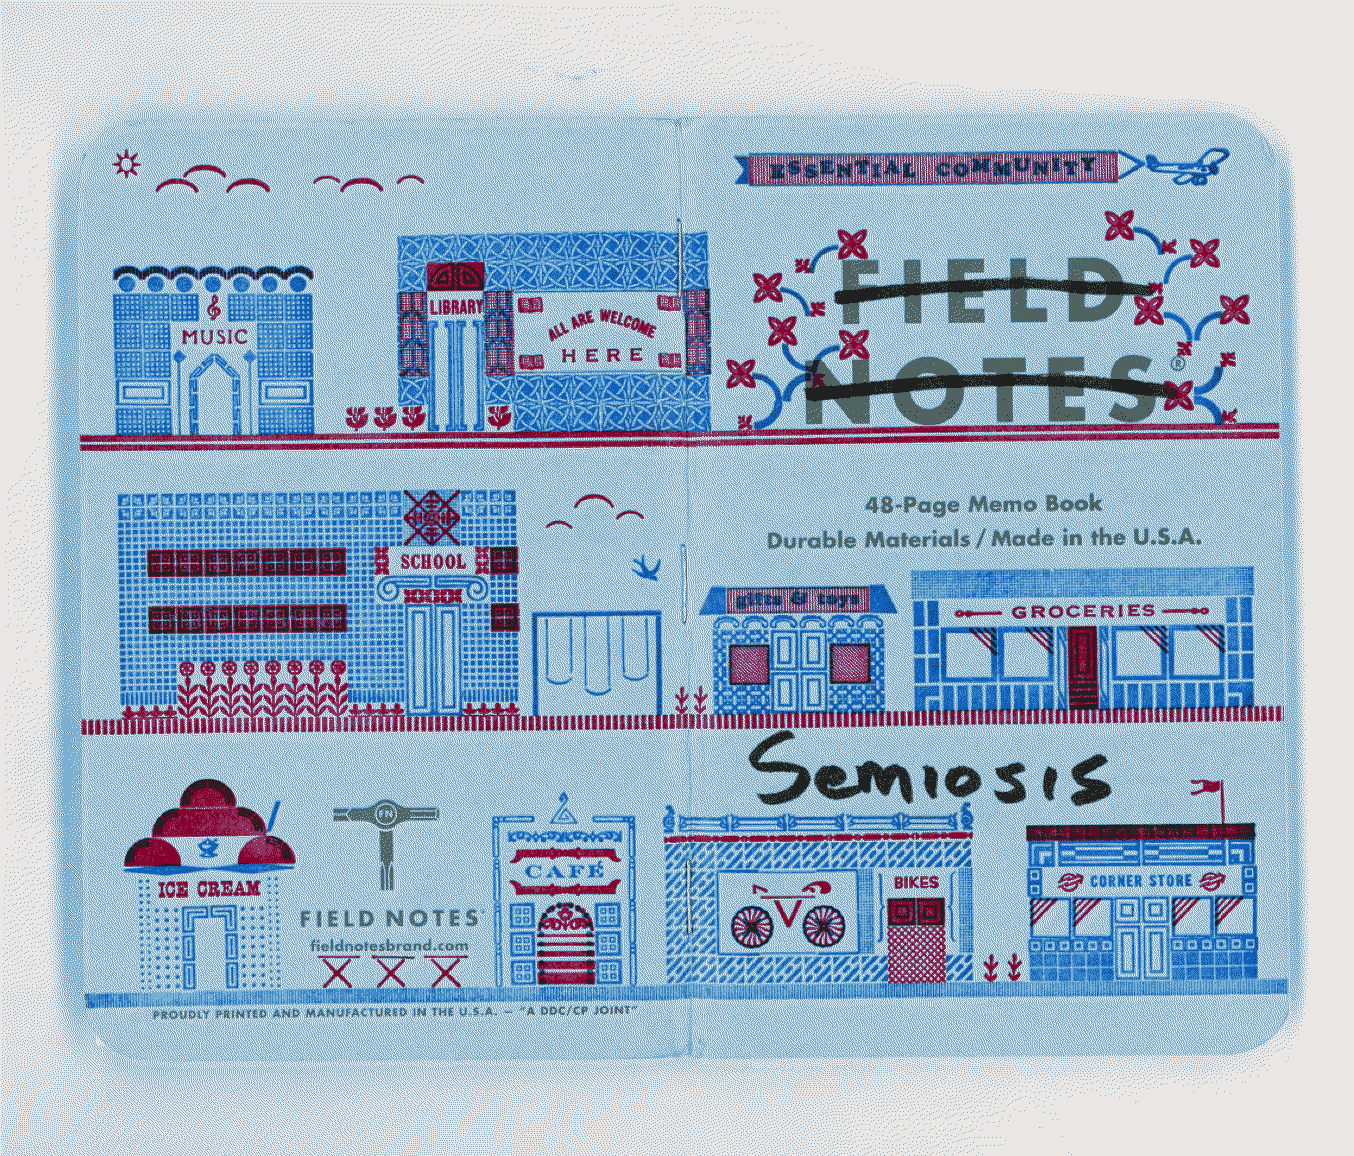 ESSENTIAL COMMUNITY
FIELD
NOTES®
MUSIC
LIBRARY
ALL ARE WELCOME
HERE
48-Page Memo Book
Durable Materials / Made in the U.S.A.
SCHOOL
gifts & toys
GROCERIES
Semiosis
ICE CREAM
FN
FIELD NOTES
fieldnotesbrand.com
CAFÉ
BIKES
CORNER STORE
PROUDLY PRINTED AND MANUFACTURED IN THE U.S.A. — "A DDC/CP JOINT"